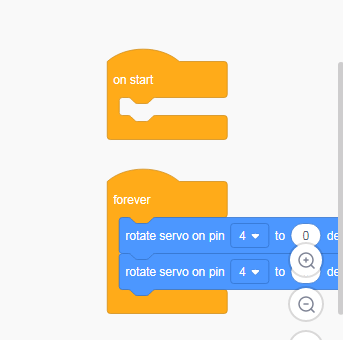 on start
forever
rotate servo on pin 4 to 0 de
rotate servo on pin 4 to de